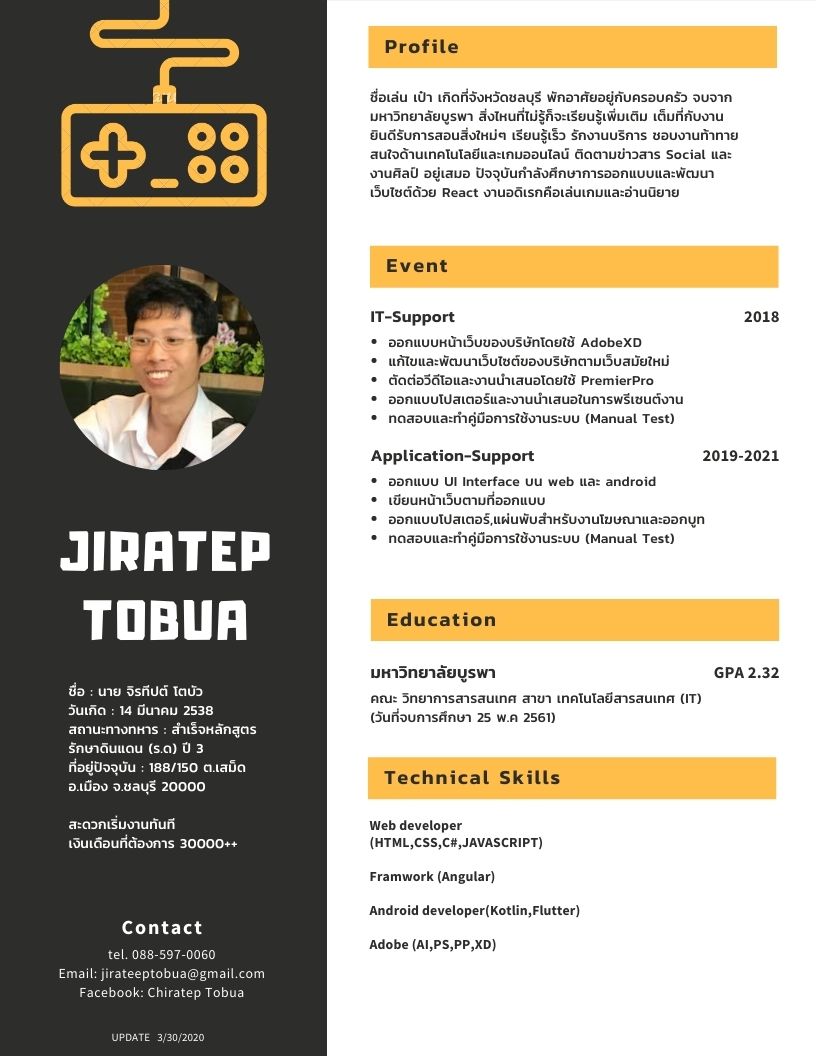 JIRATEP
TOBUA
ชื่อ : นาย จิรทีปต์ โตบัว
วันเกิด : 14 มีนาคม 2538
สถานะทางทหาร : สำเร็จหลักสูตร
รักษาดินแดน (ร.ด) ปี 3
ที่อยู่ปัจจุบัน : 188/150 ต.เสม็ด
อ.เมือง จ.ชลบุรี 20000
สะดวกเริ่มงานทันที
เงินเดือนที่ต้องการ 30000++
Contact
tel. 088-597-0060
Email: jirateeptobua@gmail.com
Facebook: Chiratep Tobua
UPDATE 3/30/2020
Profile
ชื่อเล่น เป๋า เกิดที่จังหวัดชลบุรี พักอาศัยอยู่กับครอบครัว จบจาก
มหาวิทยาลัยบูรพา สิ่งไหนที่ไม่รู้ก็จะเรียนรู้เพิ่มเติม เต็มที่กับงาน
ยินดีรับการสอนสิ่งใหม่ๆ เรียนรู้เร็ว รักงานบริการ ชอบงานท้าทาย
สนใจด้านเทคโนโลยีและเกมออนไลน์ ติดตามข่าวสาร Social และ
งานศิลป์ อยู่เสมอ ปัจจุบันกำลังศึกษาการออกแบบและพัฒนา
เว็บไซต์ด้วย React งานอดิเรกคือเล่นเกมและอ่านนิยาย
Event
IT-Support 2018
• ออกแบบหน้าเว็บของบริษัทโดยใช้ AdobeXD
• แก้ไขและพัฒนาเว็บไซต์ของบริษัทตามเว็บสมัยใหม่
• ตัดต่อวีดีโอและงานนำเสนอโดยใช้ PremierPro
• ออกแบบโปสเตอร์และงานนำเสนอในการพรีเซนต์งาน
• ทดสอบและทำคู่มือการใช้งานระบบ (Manual Test)
Application-Support 2019-2021
• ออกแบบ UI Interface บน web และ android
• เขียนหน้าเว็บตามที่ออกแบบ
• ออกแบบโปสเตอร์,แผ่นพับสำหรับงานโฆษณาและออกบูท
• ทดสอบและทำคู่มือการใช้งานระบบ (Manual Test)
Education
มหาวิทยาลัยบูรพา GPA 2.32
คณะ วิทยาการสารสนเทศ สาขา เทคโนโลยีสารสนเทศ (IT)
(วันที่จบการศึกษา 25 พ.ค 2561)
Technical Skills
Web developer
(HTML,CSS,C#,JAVASCRIPT)
Framwork (Angular)
Android developer(Kotlin,Flutter)
Adobe (AI,PS,PP,XD)